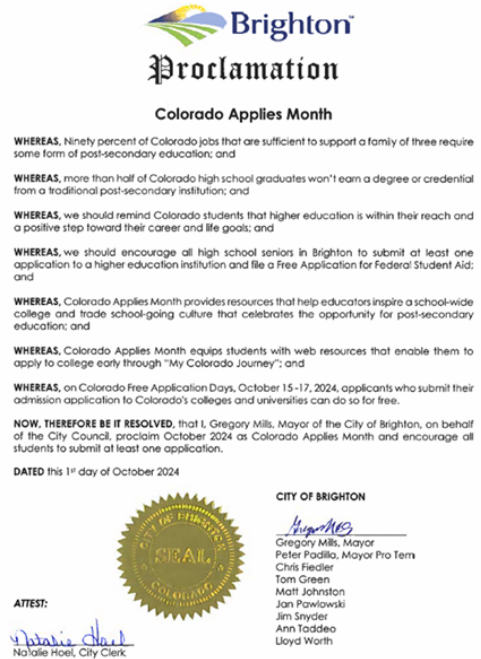 Brighton™
Proclamation
Colorado Applies Month
WHEREAS, Ninety percent of Colorado jobs that are sufficient to support a family of three require
some form of post-secondary education; and
WHEREAS, more than half of Colorado high school graduates won't earn a degree or credential
from a traditional post-secondary institution; and
WHEREAS, we should remind Colorado students that higher education is within their reach and
a positive step toward their career and life goals; and
WHEREAS, we should encourage all high school seniors in Brighton to submit at least one
application to a higher education institution and file a Free Application for Federal Student Aid;
and
WHEREAS, Colorado Applies Month provides resources that help educators inspire a school-wide
college and trade school-going culture that celebrates the opportunity for post-secondary
education; and
WHEREAS, Colorado Applies Month equips students with web resources that enable them to
apply to college early through "My Colorado Journey"; and
WHEREAS, on Colorado Free Application Days, October 15 -17, 2024, applicants who submit their
admission application to Colorado's colleges and universities can do so for free.
NOW, THEREFORE BE IT RESOLVED, that I, Gregory Mills, Mayor of the City of Brighton, on behalf
of the City Council, proclaim October 2024 as Colorado Applies Month and encourage all
students to submit at least one application.
DATED this 1st day of October 2024
CITY OF BRIGHTON
Gregory Mills, Mayor
Peter Padilla, Mayor Pro Tem
Chris Fiedler
Tom Green
Matt Johnston
Jan Pawlowski
Jim Snyder
Ann Taddeo
Lloyd Worth
CITY OF BRIGHTON
SEAL
COLORADO
ATTEST:
Natalie Hoel
Natalie Hoel, City Clerk